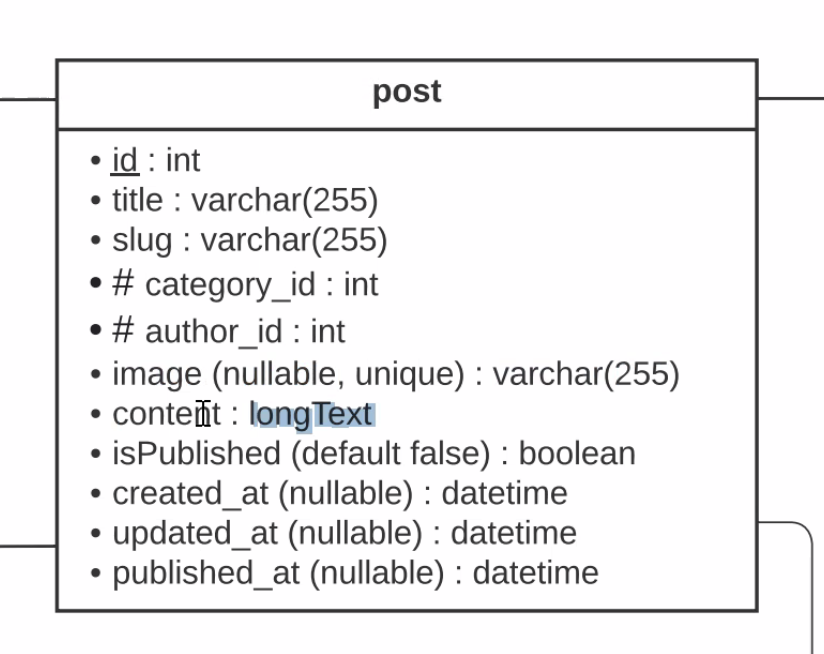 post
• id : int
• title : varchar(255)
• slug : varchar(255)
• # category_id : int
• # author_id : int
• image (nullable, unique) : varchar(255)
• content : longText
• isPublished (default false) : boolean
• created_at (nullable) : datetime
• updated_at (nullable) : datetime
• published_at (nullable) : datetime